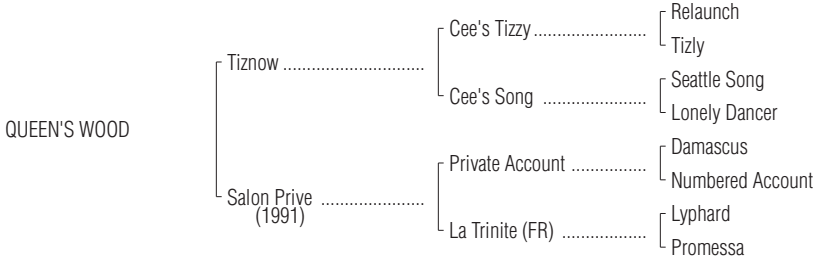 Relaunch
Cee's Tizzy ........................
Tizly
Tiznow ..............................
Seattle Song
Cee's Song ......................
Lonely Dancer
QUEEN'S WOOD
Damascus
Private Account ................
Numbered Account
Salon Prive ......................
(1991)
Lyphard
La Trinite (FR) ..................
Promessa